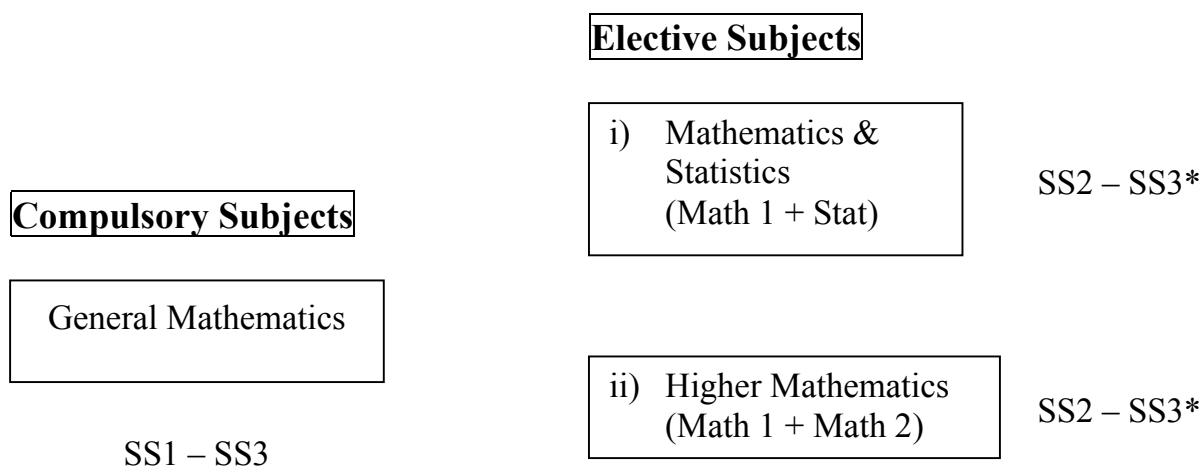 Compulsory Subjects
General Mathematics
SS1 – SS3
Elective Subjects
i) Mathematics &
Statistics
(Math 1 + Stat)
SS2 – SS3*
ii) Higher Mathematics
(Math 1 + Math 2)
SS2 – SS3*